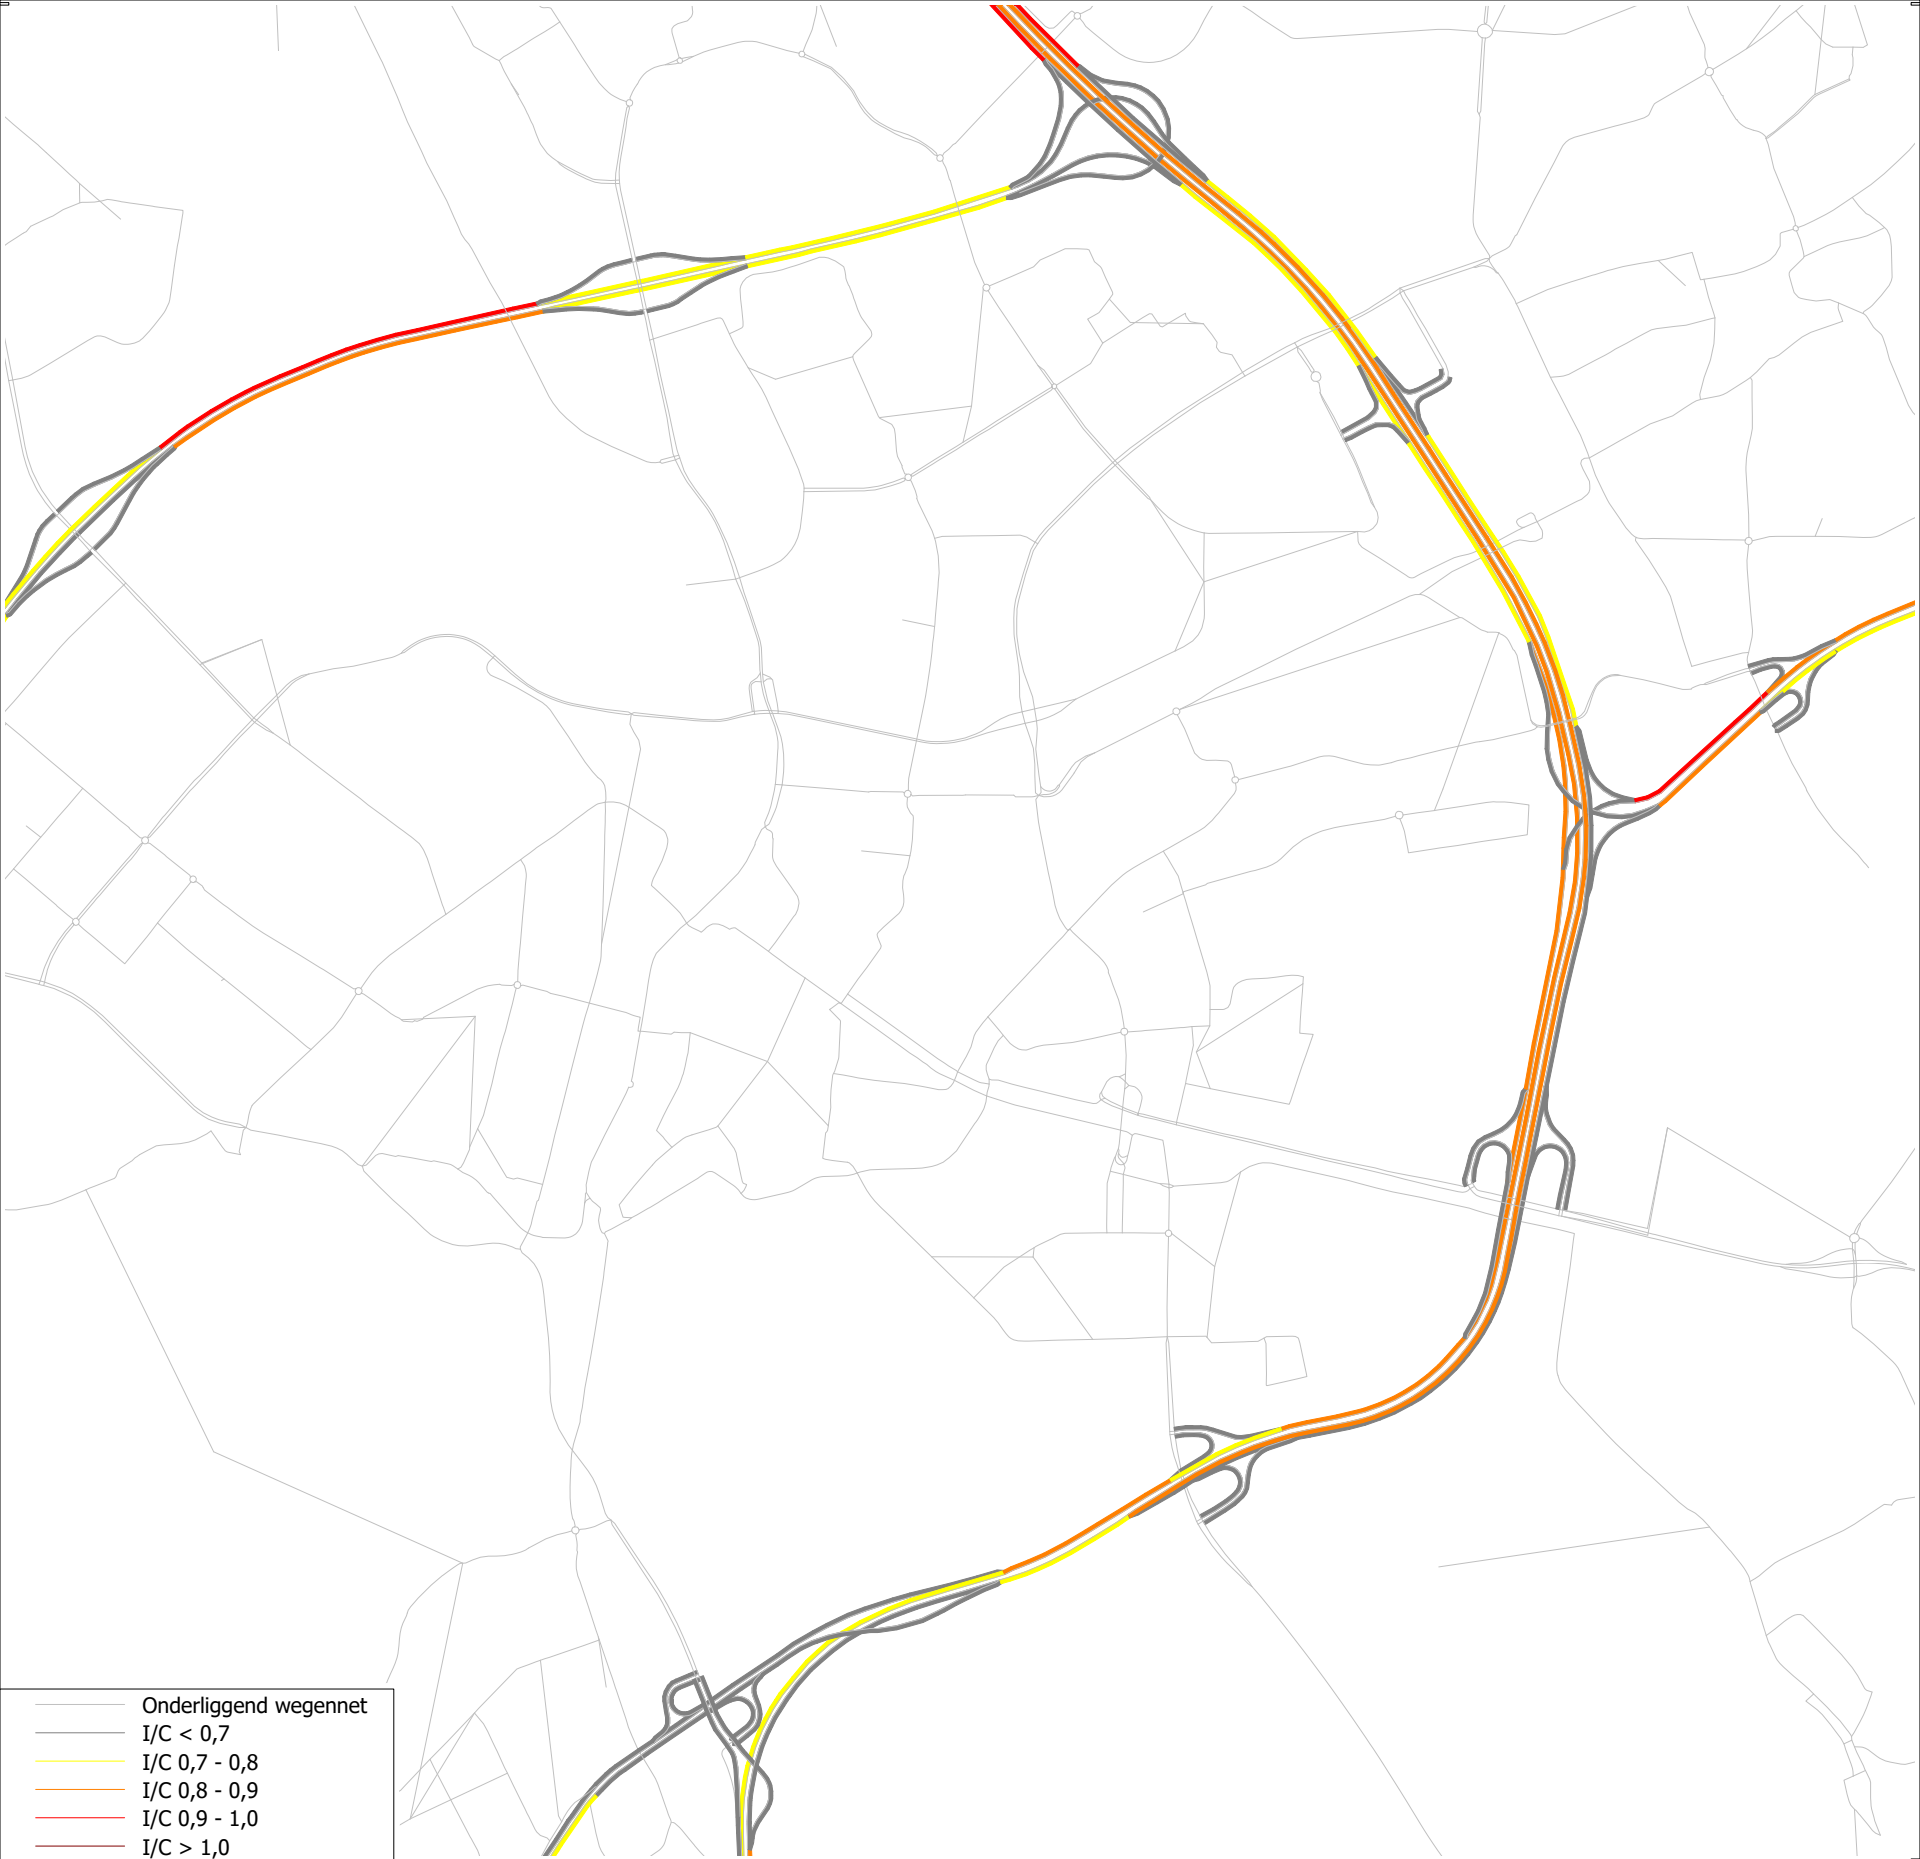 Onderliggend wegennet
I/C < 0,7
I/C 0,7 - 0,8
I/C 0,8 - 0,9
I/C 0,9 - 1,0
I/C > 1,0